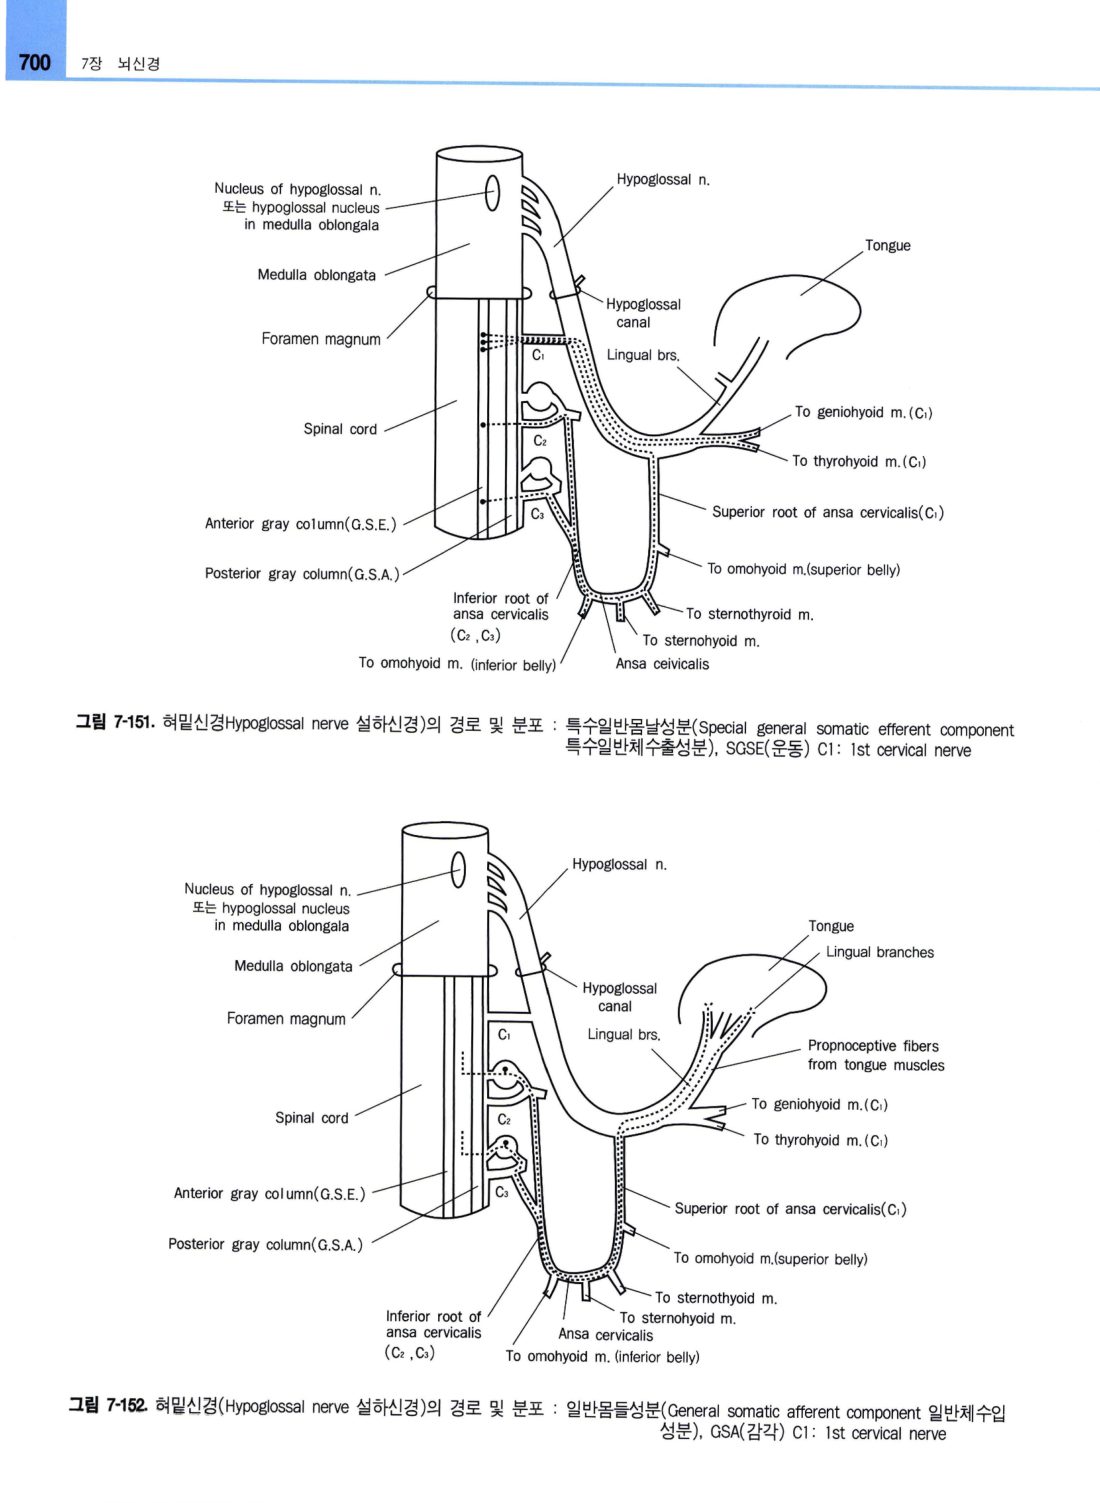 700 7장 뇌신경
Nucleus of hypoglossal n.
또는 hypoglossal nucleus
in medulla oblongala
Hypoglossal n.
Tongue
Medulla oblongata
Hypoglossal
canal
Foramen magnum
C₁
Lingual brs.
To geniohyoid m.(C₁)
Spinal cord
C₂
To thyrohyoid m.(C₁)
Superior root of ansa cervicalis(C₁)
C₃
Anterior gray column(G.S.E.)
Posterior gray column(G.S.A.)
To omohyoid m.(superior belly)
Inferior root of
ansa cervicalis
(C₂ ,C₃)
To sternothyroid m.
To sternohyoid m.
To omohyoid m. (inferior belly)
Ansa ceivicalis
그림 7-151. 혀밑신경Hypoglossal nerve 설하신경)의 경로 및 분포 : 특수일반몸날성분(Special general somatic efferent component
특수일반체수출성분), SGSE(운동) C1: 1st cervical nerve
Hypoglossal n.
Nucleus of hypoglossal n.
또는 hypoglossal nucleus
in medulla oblongala
Tongue
Lingual branches
Medulla oblongata
Hypoglossal
canal
Foramen magnum
C₁
Lingual brs.
Propnoceptive fibers
from tongue muscles
To geniohyoid m.(C₁)
Spinal cord
C₂
To thyrohyoid m.(C₁)
Anterior gray column(G.S.E.)
C₃
Superior root of ansa cervicalis(C₁)
Posterior gray column(G.S.A.)
To omohyoid m.(superior belly)
To sternothyoid m.
Inferior root of
ansa cervicalis
(C₂ ,C₃)
To sternohyoid m.
Ansa cervicalis
To omohyoid m. (inferior belly)
그림 7-152. 혀밑신경(Hypoglossal nerve 설하신경)의 경로 및 분포 : 일반몸들성분(General somatic afferent component 일반체수입
성분), GSA(감각) C1: 1st cervical nerve